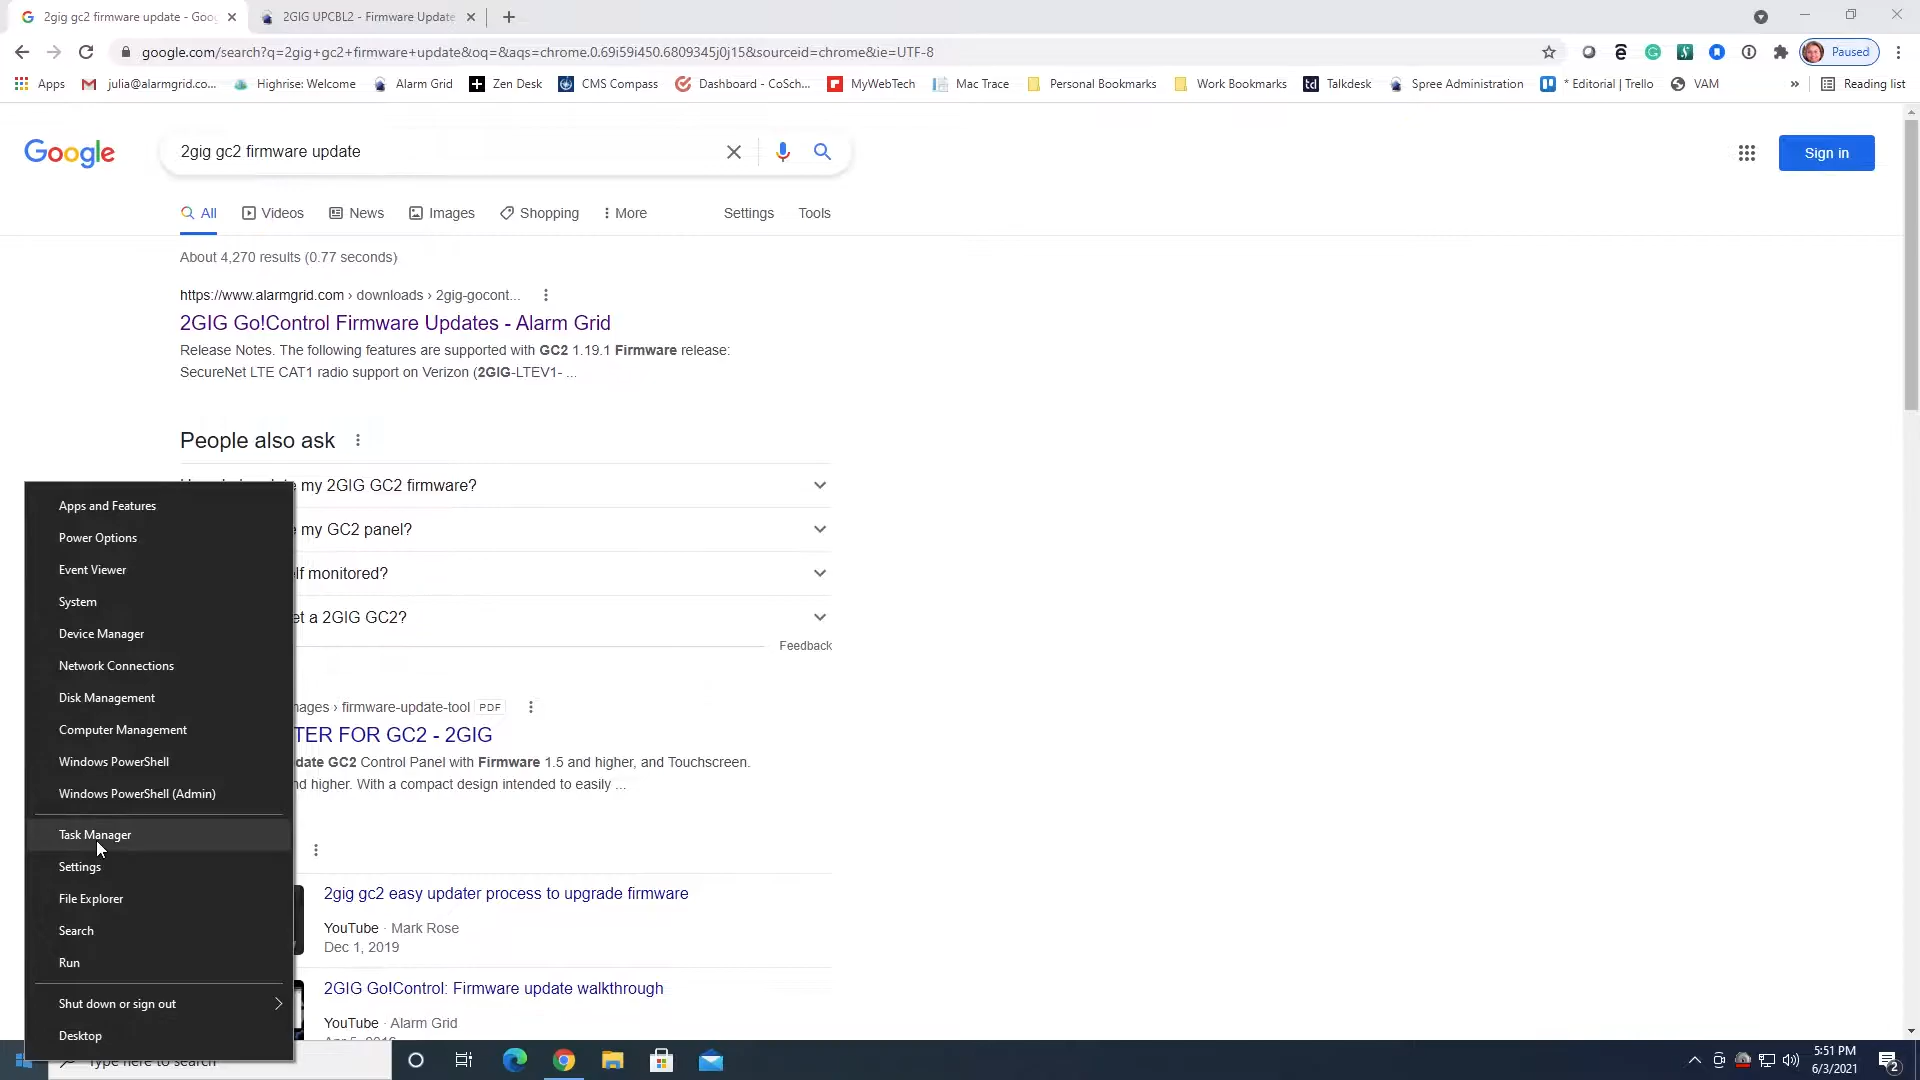 2gig gc2 firmware update - Goo
2GIG UPCBL2 - Firmware Update
google.com/search?q=2gig+gc2+firmware+update&oq=&aqs=chrome.0.69i59i450.6809345j0j15&sourceid=chrome&ie=UTF-8
Paused
Apps
julia@alarmgrid.co...
Highrise: Welcome
Alarm Grid
Zen Desk
CMS Compass
Dashboard - CoSch...
MyWebTech
Mac Trace
Personal Bookmarks
Work Bookmarks
td Talkdesk
Spree Administration
* Editorial | Trello
VAM
»
Reading list
Google
2gig gc2 firmware update
Sign in
All
Videos
News
Images
Shopping
More
Settings
Tools
About 4,270 results (0.77 seconds)
https://www.alarmgrid.com › downloads › 2gig-gocont...
2GIG Go!Control Firmware Updates - Alarm Grid
Release Notes. The following features are supported with GC2 1.19.1 Firmware release:
SecureNet LTE CAT1 radio support on Verizon (2GIG-LTEV1- ...
People also ask
my 2GIG GC2 firmware?
my GC2 panel?
lf monitored?
et a 2GIG GC2?
Feedback
mages › firmware-update-tool PDF
TER FOR GC2 - 2GIG
date GC2 Control Panel with Firmware 1.5 and higher, and Touchscreen.
nd higher. With a compact design intended to easily ...
2gig gc2 easy updater process to upgrade firmware
YouTube · Mark Rose
Dec 1, 2019
2GIG Go!Control: Firmware update walkthrough
YouTube · Alarm Grid
Apps and Features
Power Options
Event Viewer
System
Device Manager
Network Connections
Disk Management
Computer Management
Windows PowerShell
Windows PowerShell (Admin)
Task Manager
Settings
File Explorer
Search
Run
Shut down or sign out
Desktop
Type here to search
5:51 PM
6/3/2021
2